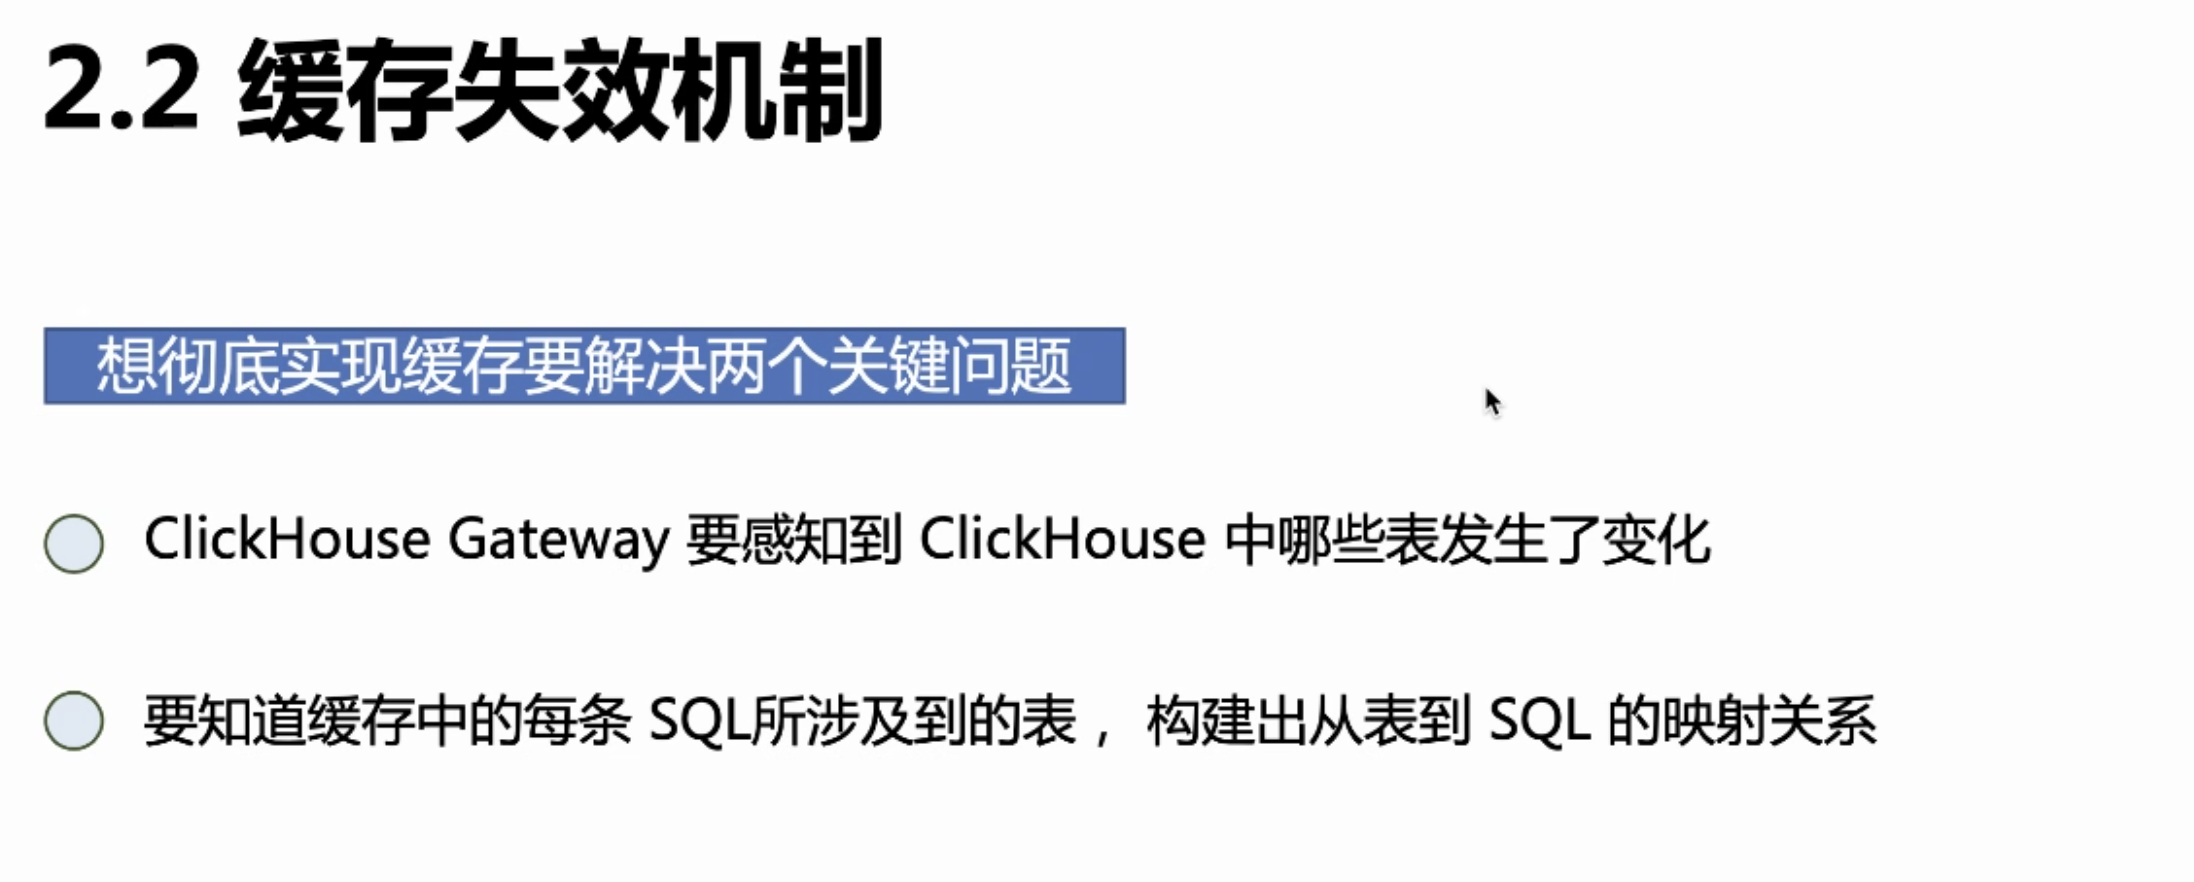 2.2 缓存失效机制
想彻底实现缓存要解决两个关键问题
ClickHouse Gateway 要感知到 ClickHouse 中哪些表发生了变化
要知道缓存中的每条 SQL所涉及到的表， 构建出从表到 SQL 的映射关系